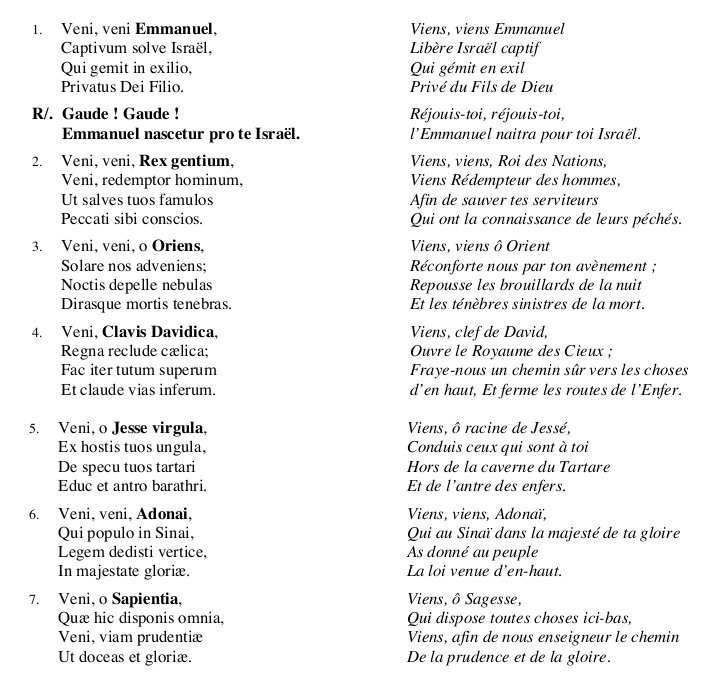 1. Veni, veni Emmanuel,
Captivum solve Israël,
Qui gemit in exilio,
Privatus Dei Filio.
Viens, viens Emmanuel
Libère Israël captif
Qui gémit en exil
Privé du Fils de Dieu
R/. Gaude ! Gaude !
Emmanuel nascetur pro te Israël.
Réjouis-toi, réjouis-toi,
l'Emmanuel naitra pour toi Israël.
2. Veni, veni, Rex gentium,
Veni, redemptor hominum,
Ut salves tuos famulos
Peccati sibi conscios.
Viens, viens, Roi des Nations,
Viens Rédempteur des hommes,
Afin de sauver tes serviteurs
Qui ont la connaissance de leurs péchés.
3. Veni, veni, o Oriens,
Solare nos adveniens;
Noctis depelle nebulas
Dirasque mortis tenebras.
Viens, viens ô Orient
Réconforte nous par ton avènement ;
Repousse les brouillards de la nuit
Et les ténèbres sinistres de la mort.
4. Veni, Clavis Davidica,
Regna reclude cælica;
Fac iter tutum superum
Et claude vias inferum.
Viens, clef de David,
Ouvre le Royaume des Cieux ;
Fraye-nous un chemin sûr vers les choses
d'en haut, Et ferme les routes de l'Enfer.
5. Veni, o Jesse virgula,
Ex hostis tuos ungula,
De specu tuos tartari
Educ et antro barathri.
Viens, ô racine de Jessé,
Conduis ceux qui sont à toi
Hors de la caverne du Tartare
Et de l'antre des enfers.
6. Veni, veni, Adonai,
Qui populo in Sinai,
Legem dedisti vertice,
In majestate gloriæ.
Viens, viens, Adonaï,
Qui au Sinaï dans la majesté de ta gloire
As donné au peuple
La loi venue d'en-haut.
7. Veni, o Sapientia,
Quæ hic disponis omnia,
Veni, viam prudentiæ
Ut doceas et gloriæ.
Viens, ô Sagesse,
Qui dispose toutes choses ici-bas,
Viens, afin de nous enseigneur le chemin
De la prudence et de la gloire.